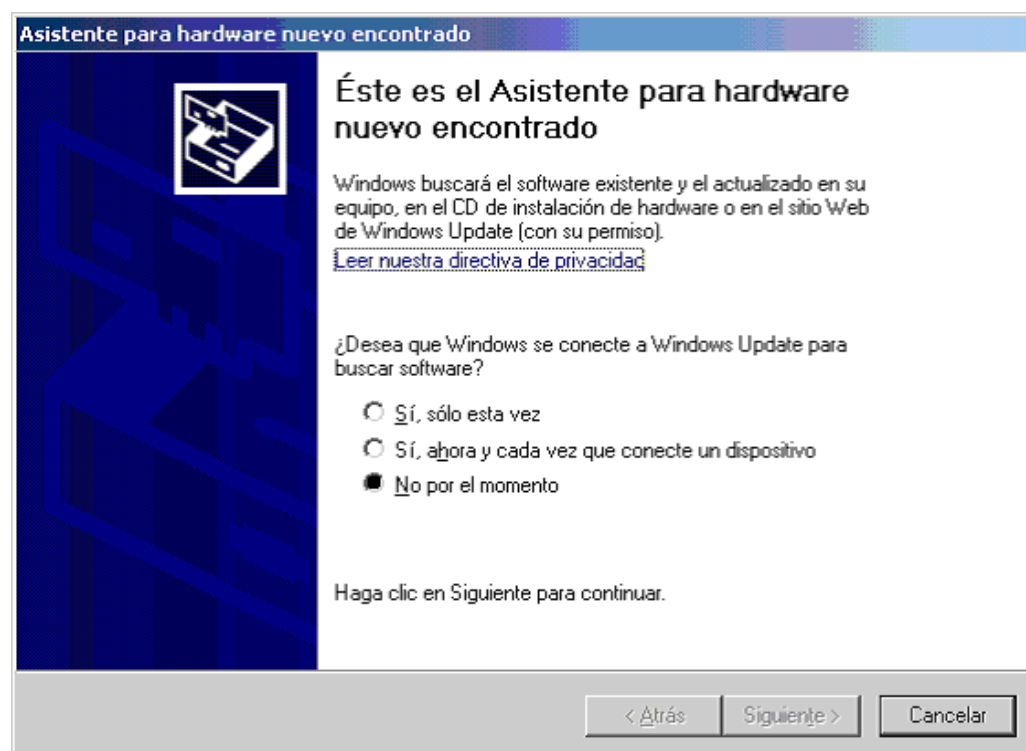 Asistente para hardware nuevo encontrado
Éste es el Asistente para hardware
nuevo encontrado
Windows buscará el software existente y el actualizado en su
equipo, en el CD de instalación de hardware o en el sitio Web
de Windows Update (con su permiso).
Leer nuestra directiva de privacidad
¿Desea que Windows se conecte a Windows Update para
buscar software?
Sí, sólo esta vez
Sí, ahora y cada vez que conecte un dispositivo
No por el momento
Haga clic en Siguiente para continuar.
< Atrás
Siguiente >
Cancelar